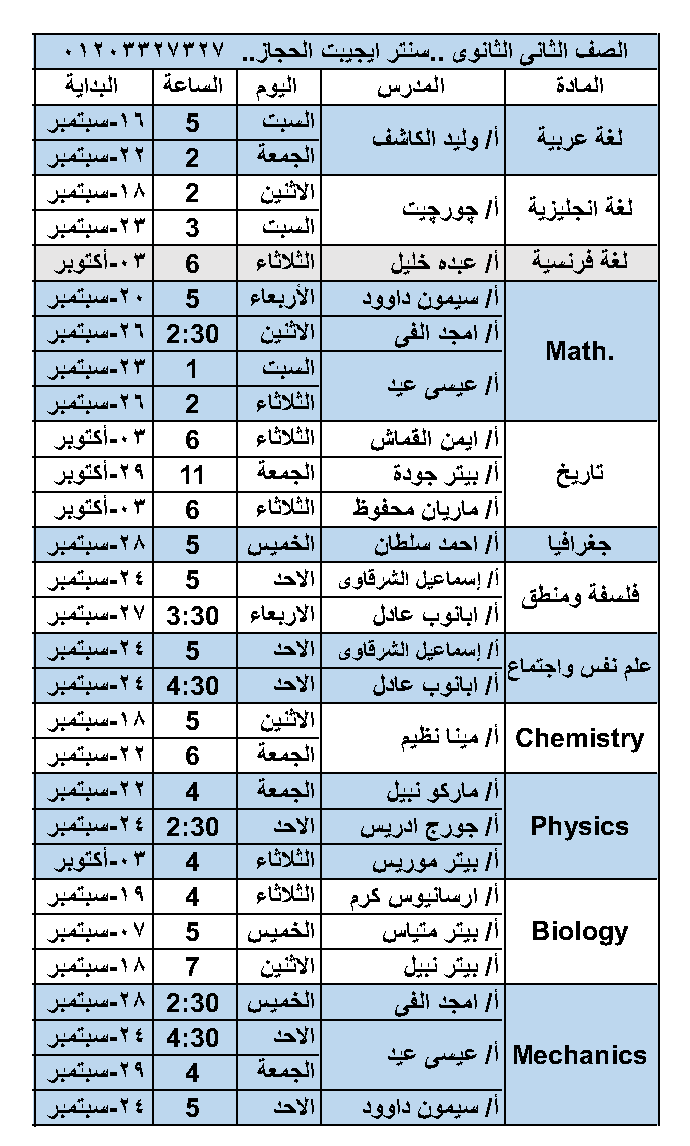 الصف الثانى الثانوى ..سنتر ايجيبت الحجاز.. ٠١٢٠٣٣٢٧٣٢٧
المادة المدرس اليوم الساعة البداية
لغة عربية أ/ وليد الكاشف السبت 5 ١٦-سبتمبر
الجمعة 2 ٢٢-سبتمبر
لغة انجليزية أ/ چورچيت الاثنين 2 ١٨-سبتمبر
السبت 3 ٢٣-سبتمبر
لغة فرنسية أ/ عبده خليل الثلاثاء 6 ٠٣-أكتوبر
Math. أ/ سيمون داوود الأربعاء 5 ٢٠-سبتمبر
أ/ امجد الفى الاثنين 2:30 ٢٦-سبتمبر
أ/ عيسى عيد السبت 1 ٢٣-سبتمبر
الثلاثاء 2 ٢٦-سبتمبر
تاريخ أ/ ايمن القماش الثلاثاء 6 ٠٣-أكتوبر
أ/ بيتر جودة الجمعة 11 ٢٩-أكتوبر
أ/ ماريان محفوظ الثلاثاء 6 ٠٣-أكتوبر
جغرافيا أ/ احمد سلطان الخميس 5 ٢٨-سبتمبر
فلسفة ومنطق أ/ إسماعيل الشرقاوى الاحد 5 ٢٤-سبتمبر
أ/ ابانوب عادل الاربعاء 3:30 ٢٧-سبتمبر
علم نفس واجتماع أ/ إسماعيل الشرقاوى الاحد 5 ٢٤-سبتمبر
أ/ ابانوب عادل الاحد 4:30 ٢٤-سبتمبر
Chemistry أ/ مينا نظيم الاثنين 5 ١٨-سبتمبر
الجمعة 6 ٢٢-سبتمبر
Physics أ/ ماركو نبيل الجمعة 4 ٢٢-سبتمبر
أ/ جورج ادريس الاحد 2:30 ٢٤-سبتمبر
أ/ بيتر موريس الثلاثاء 4 ٠٣-أكتوبر
Biology أ/ ارسانيوس كرم الثلاثاء 4 ١٩-سبتمبر
أ/ بيتر متياس الخميس 5 ٠٧-سبتمبر
أ/ بيتر نبيل الاثنين 7 ١٨-سبتمبر
Mechanics أ/ امجد الفى الخميس 2:30 ٢٨-سبتمبر
أ/ عيسى عيد الاحد 4:30 ٢٤-سبتمبر
الجمعة 4 ٢٩-سبتمبر
أ/ سيمون داوود الاحد 5 ٢٤-سبتمبر